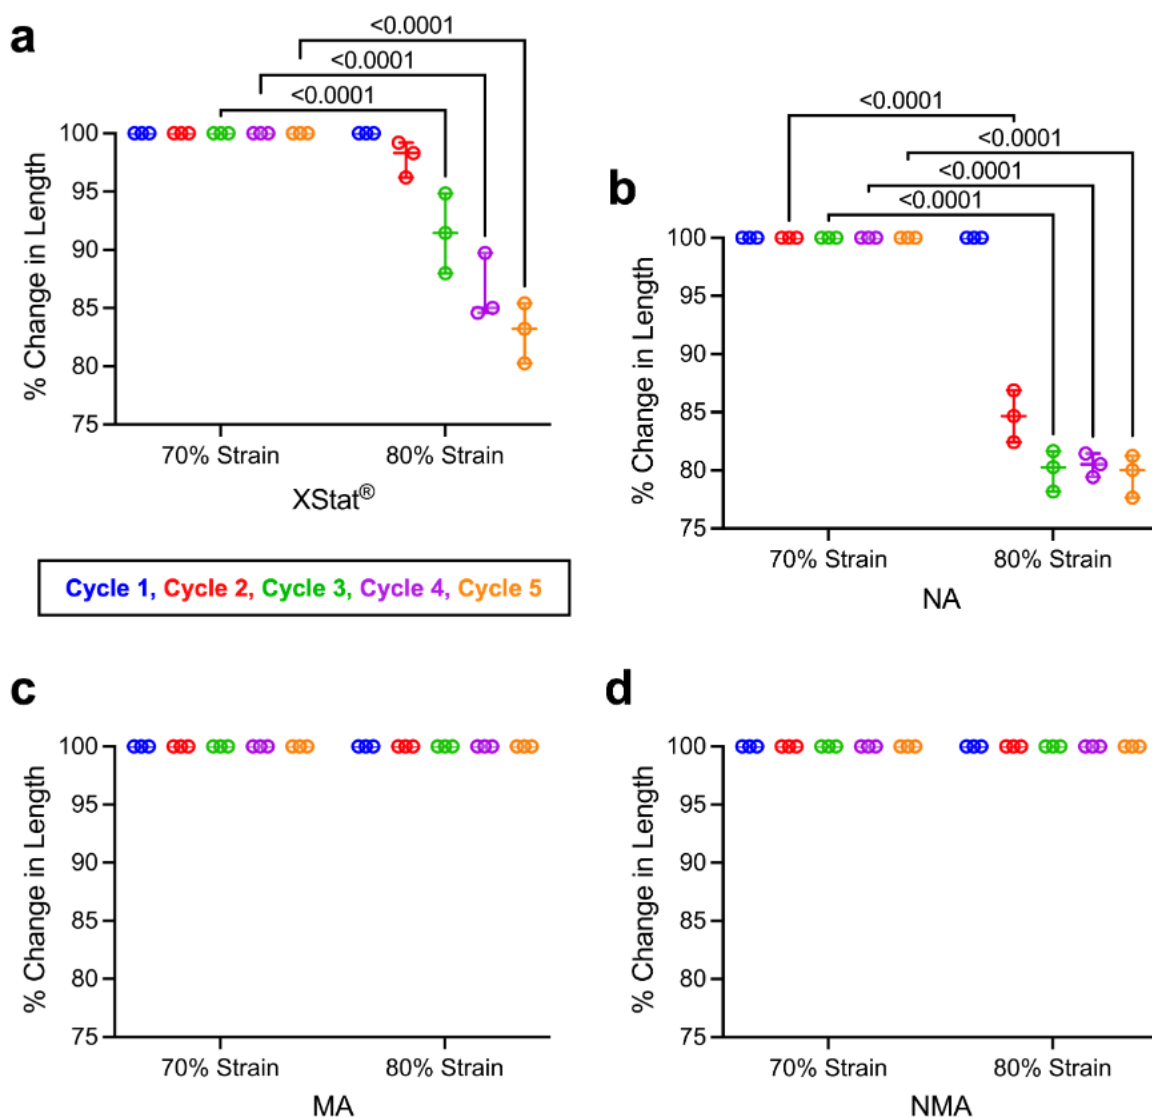 a
<0.0001
<0.0001
<0.0001
% Change in Length
100
95
90
85
80
75
70% Strain 80% Strain
XStat®
b
<0.0001
<0.0001
<0.0001
<0.0001
% Change in Length
100
95
90
85
80
75
70% Strain 80% Strain
NA
Cycle 1, Cycle 2, Cycle 3, Cycle 4, Cycle 5
c
% Change in Length
100
95
90
85
80
75
70% Strain 80% Strain
MA
d
% Change in Length
100
95
90
85
80
75
70% Strain 80% Strain
NMA